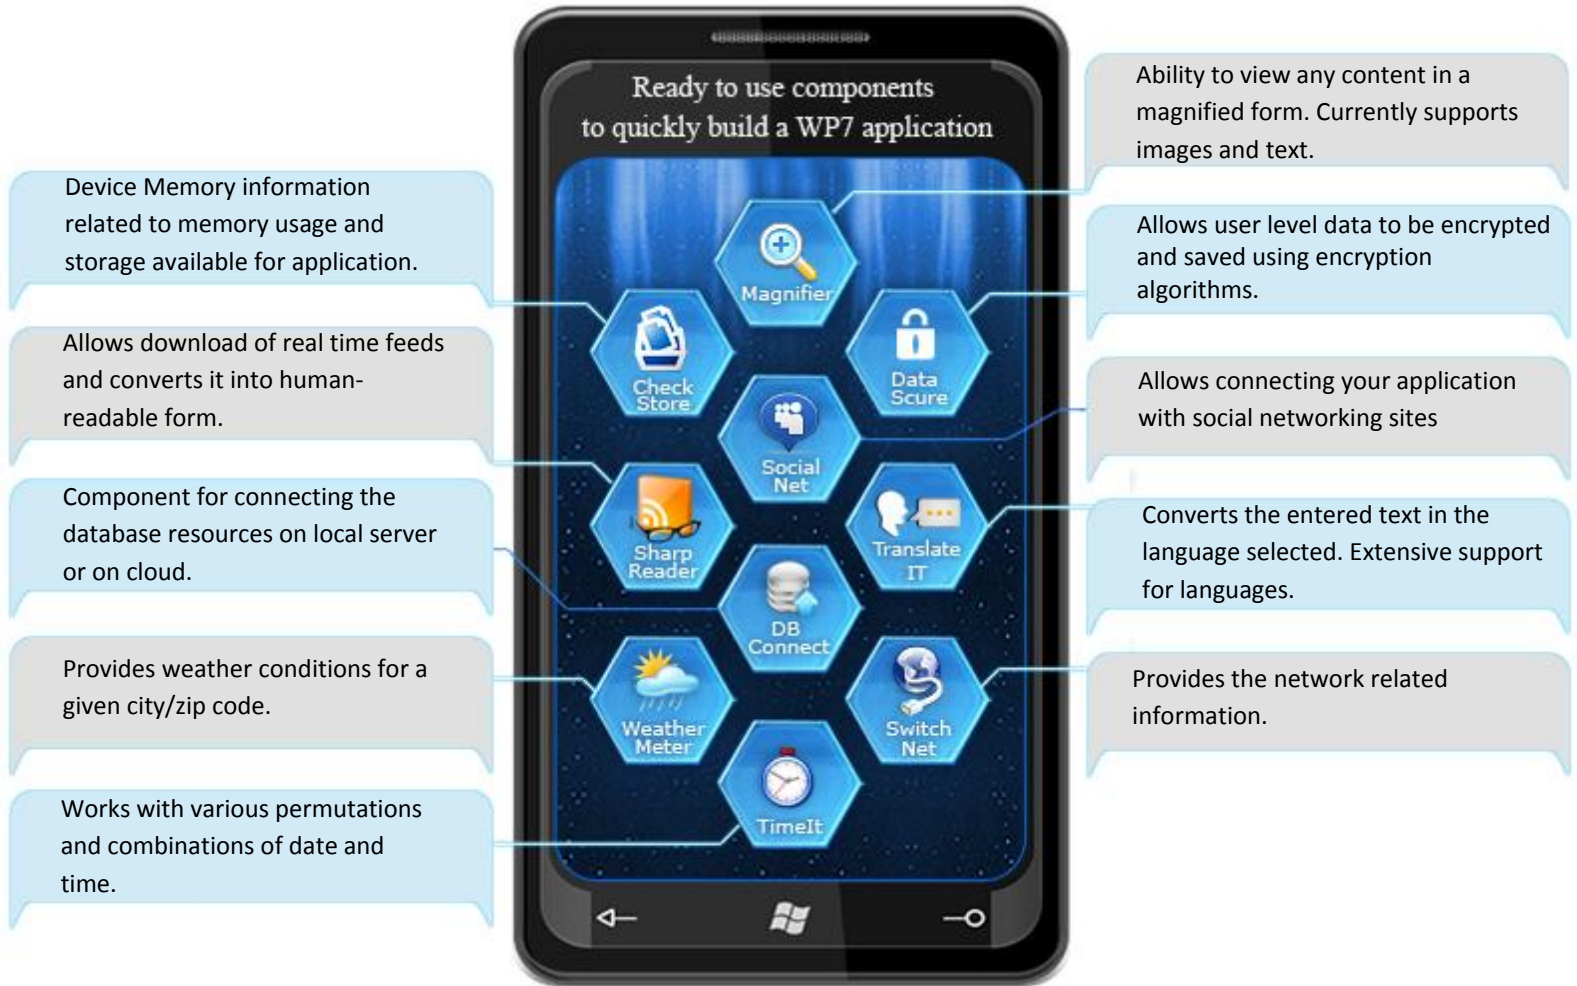 Ready to use components
to quickly build a WP7 application
Device Memory information
related to memory usage and
storage available for application.
Allows download of real time feeds
and converts it into human-
readable form.
Component for connecting the
database resources on local server
or on cloud.
Provides weather conditions for a
given city/zip code.
Works with various permutations
and combinations of date and
time.
Magnifier
Check
Store
Data
Scure
Social
Net
Sharp
Reader
Translate
IT
DB
Connect
Weather
Meter
Switch
Net
TimeIt
Ability to view any content in a
magnified form. Currently supports
images and text.
Allows user level data to be encrypted
and saved using encryption
algorithms.
Allows connecting your application
with social networking sites
Converts the entered text in the
language selected. Extensive support
for languages.
Provides the network related
information.